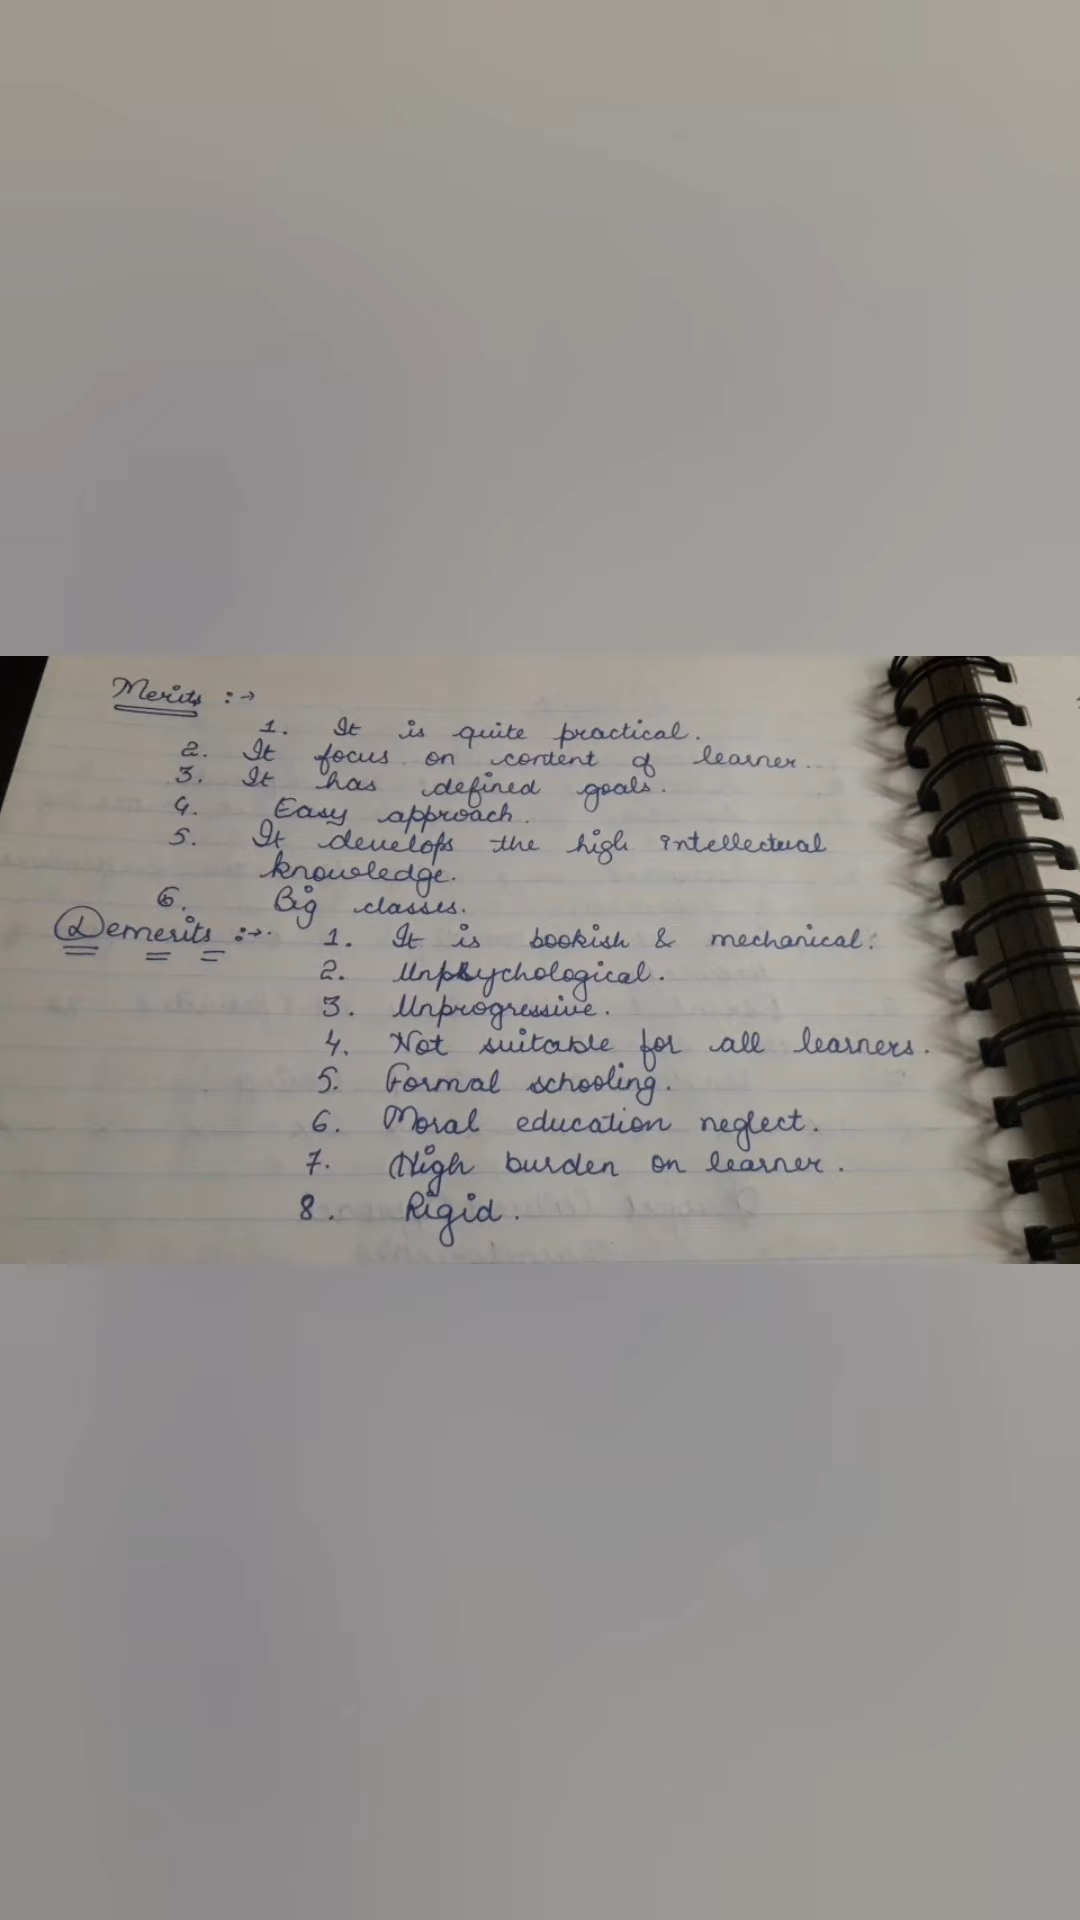 Merits :→
1. It is quite practical.
2. It focus on content of learner.
3. It has defined goals.
4. Easy approach.
5. It develops the high intellectual
knowledge.
6. Big classes.
Demerits :→ 1. It is bookish & mechanical.
2. Unpsychological.
3. Unprogressive.
4. Not suitable for all learners.
5. Formal schooling.
6. Moral education neglect.
7. High burden on learner.
8. Rigid.